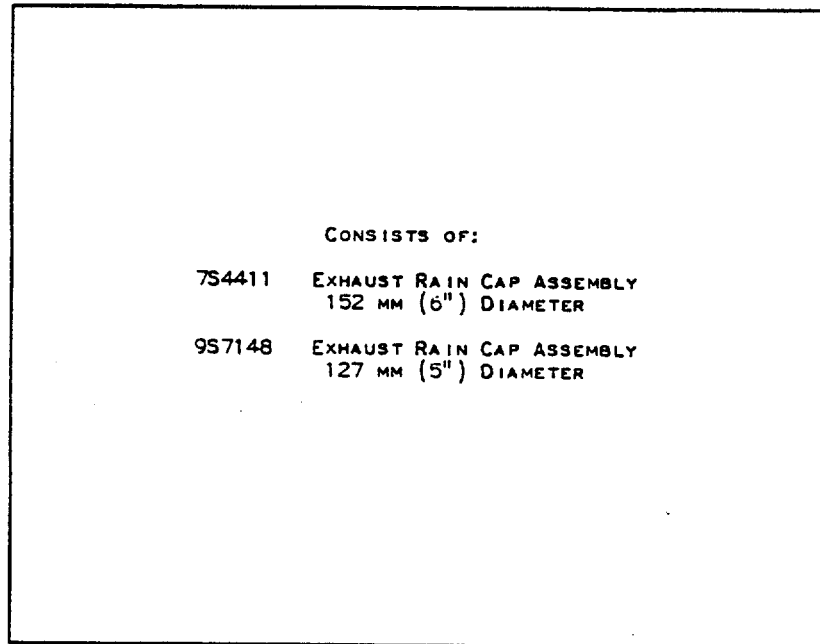 CONSISTS OF:
7S4411 EXHAUST RAIN CAP ASSEMBLY
152 MM (6") DIAMETER
9S7148 EXHAUST RAIN CAP ASSEMBLY
127 MM (5") DIAMETER